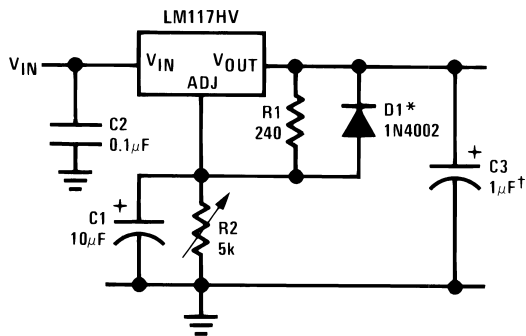 LM117HV
VIN
VIN
VOUT
ADJ
R1
240
D1*
1N4002
C2
0.1μF
+
C3
1μF†
+
C1
10μF
R2
5k